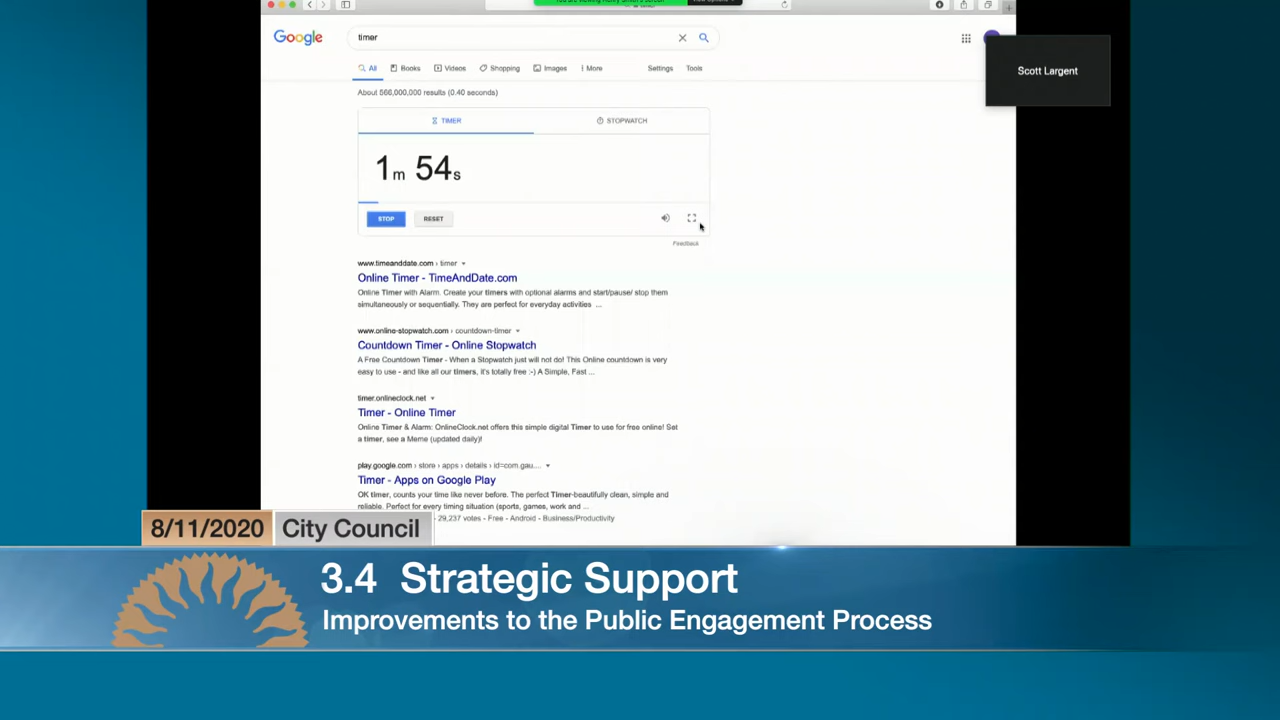 Google
timer
All
Books
Videos
Shopping
Images
More
Settings
Tools
Scott Largent
About 566,000,000 results (0.40 seconds)
TIMER
STOPWATCH
1m 54s
STOP
RESET
Feedback
www.timeanddate.com › timer
Online Timer - TimeAndDate.com
Online Timer with Alarm. Create your timers with optional alarms and start/pause/ stop them
simultaneously or sequentially. They are perfect for everyday activities ...
www.online-stopwatch.com › countdown-timer
Countdown Timer - Online Stopwatch
A Free Countdown Timer - When a Stopwatch just will not do! This Online countdown is very
easy to use - and like all our timers, it's totally free :-) A Simple, Fast ...
timer.onlineclock.net
Timer - Online Timer
Online Timer & Alarm: OnlineClock.net offers this simple digital Timer to use for free online! Set
a timer, see a Meme (updated daily)!
play.google.com › store › apps › details › id=com.gau....
Timer - Apps on Google Play
OK timer, counts your time like never before. The perfect Timer-beautifully clean, simple and
reliable. Perfect for every timing situation (sports, games, work and ...
- 29,237 votes - Free - Android - Business/Productivity
8/11/2020 City Council
3.4 Strategic Support
Improvements to the Public Engagement Process